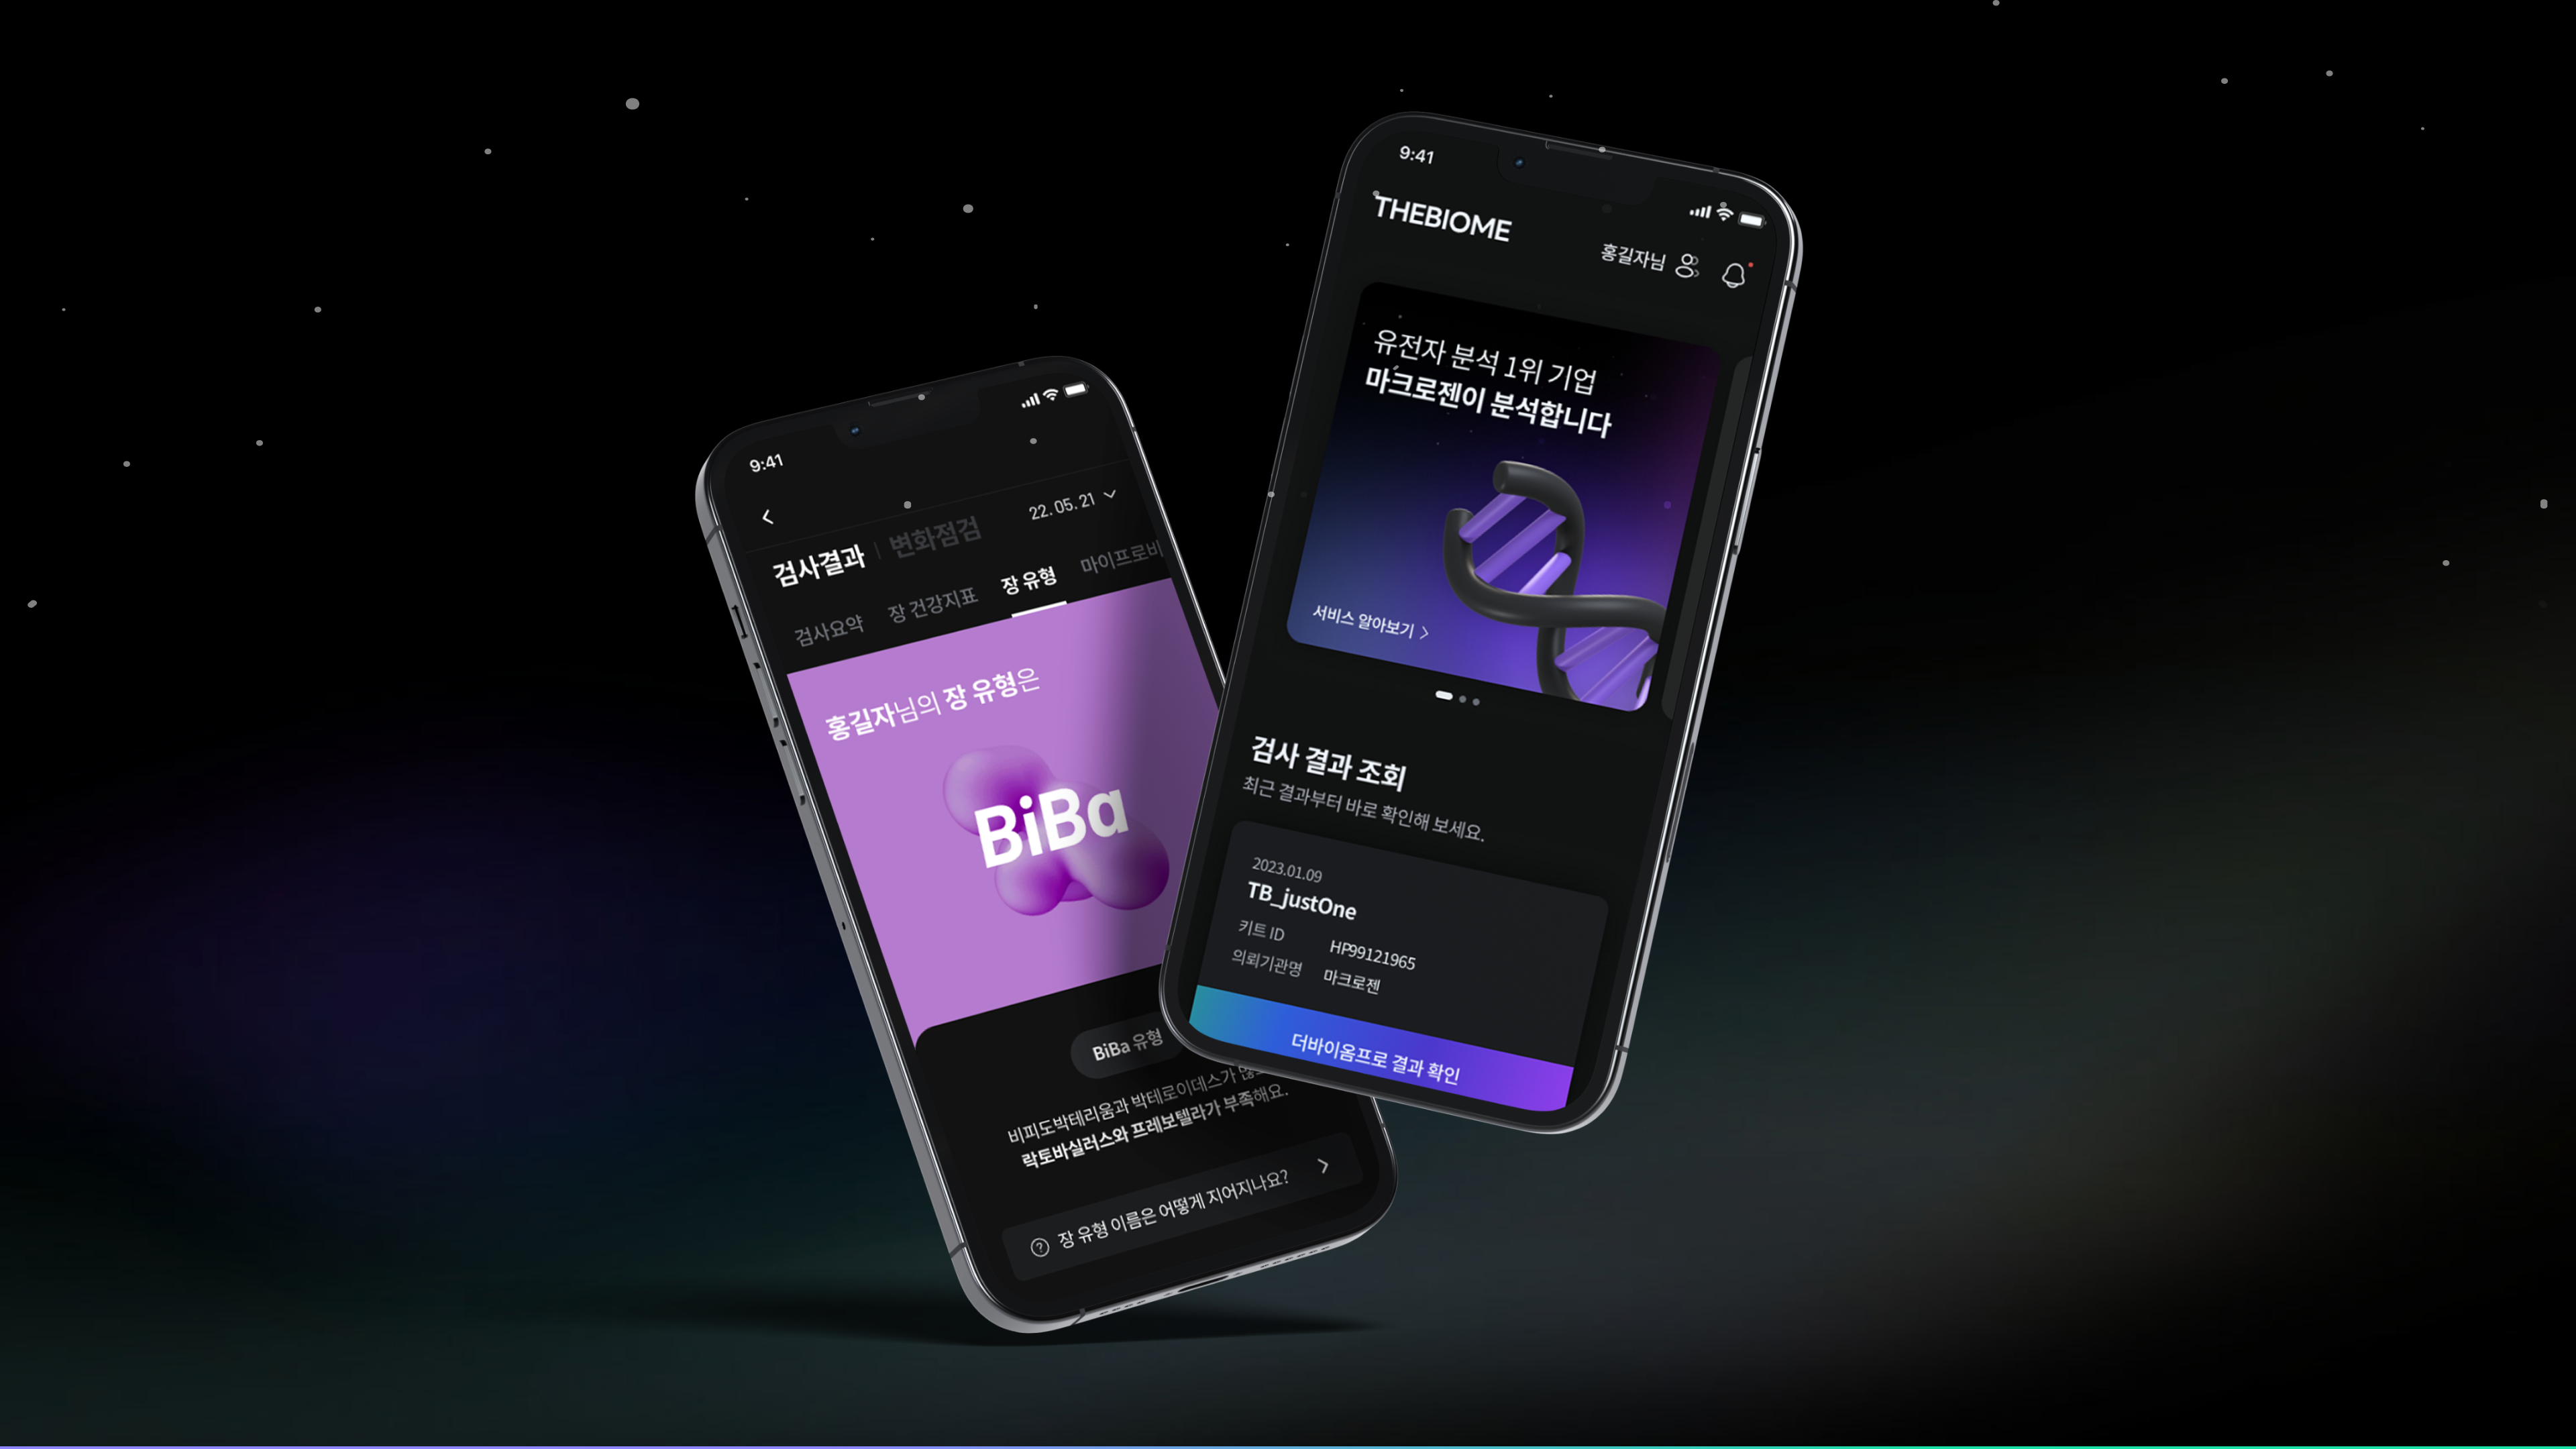 9:41
22. 05. 21
검사결과 | 변화점검
검사요약 장 건강지표 장 유형 마이프로비
홍길자님의 장 유형은
BiBa
BiBa 유형
비피도박테리움과 박테로이데스가
락토바실러스와 프레보텔라가 부족해요.
장 유형 이름은 어떻게 지어지나요?
9:41
THEBIOME
홍길자님
유전자 분석 1위 기업
마크로젠이 분석합니다
서비스 알아보기
검사 결과 조회
최근 결과부터 바로 확인해 보세요.
2023.01.09
TB_justOne
키트 ID HP99121965
의뢰기관명 마크로젠
더바이옴프로 결과 확인